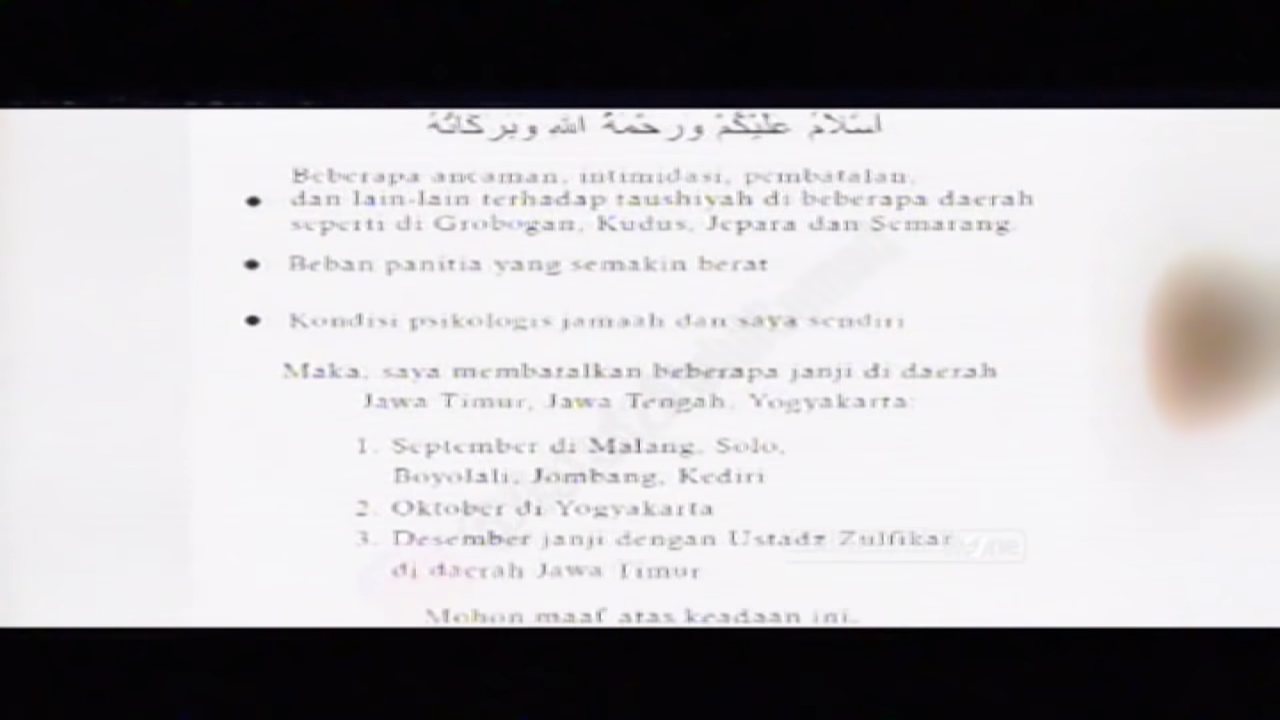 اَسَّلَامُ عَلَيْكُمْ وَرَحْمَةُ اللهِ وَبَرَكَاتُهُ
Beberapa ancaman, intimidasi, pembatalan,
• dan lain-lain terhadap taushiyah di beberapa daerah
seperti di Grobogan, Kudus, Jepara dan Semarang.
• Beban panitia yang semakin berat
• Kondisi psikologis jamaah dan saya sendiri
Maka, saya membatalkan beberapa janji di daerah
Jawa Timur, Jawa Tengah, Yogyakarta:
1. September di Malang, Solo,
Boyolali, Jombang, Kediri
2. Oktober di Yogyakarta
3. Desember janji dengan Ustadz Zulfikar
di daerah Jawa Timur
Mohon maaf atas keadaan ini.